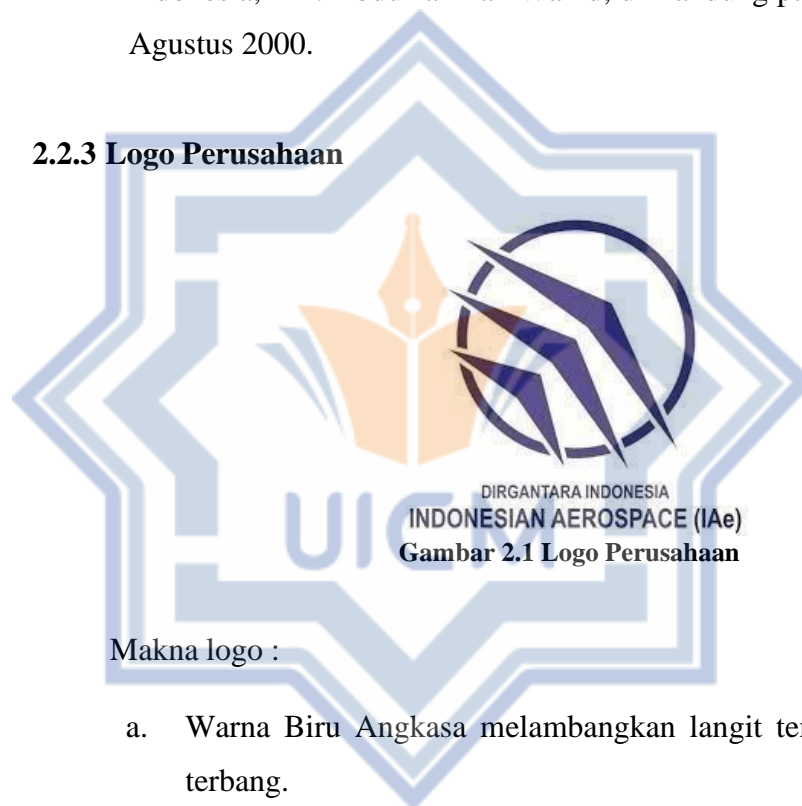 Agustus 2000.
2.2.3 Logo Perusahaan
DIRGANTARA INDONESIA
INDONESIAN AEROSPACE (IAe)
Gambar 2.1 Logo Perusahaan
UICM
Makna logo :
a. Warna Biru Angkasa melambangkan langit
terbang.